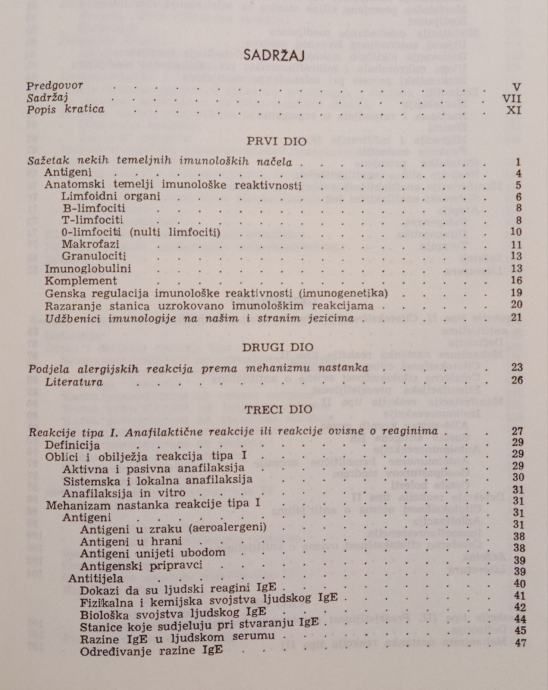 SADRŽAJ
Predgovor . . . . . . . . . . . . . . . V
Sadržaj . . . . . . . . . . . . . . . VII
Popis kratica . . . . . . . . . . . . . . XI
PRVI DIO
Sažetak nekih temeljnih imunoloških načela . . . . . . . . 1
Antigeni . . . . . . . . . . . . . . . 4
Anatomski temelji imunološke reaktivnosti . . . . . . . . 5
Limfoidni organi . . . . . . . . . . . . . 6
B-limfociti . . . . . . . . . . . . . . 8
T-limfociti . . . . . . . . . . . . . . 8
0-limfociti (nulti limfociti) . . . . . . . . . . 10
Makrofazi . . . . . . . . . . . . . . 11
Granulociti . . . . . . . . . . . . . . 13
Imunoglobulini . . . . . . . . . . . . . 13
Komplement . . . . . . . . . . . . . . 16
Genska regulacija imunološke reaktivnosti (imunogenetika) . . . . 19
Razaranje stanica uzrokovano imunološkim reakcijama . . . . . 20
Udžbenici imunologije na našim i stranim jezicima . . . . . . 21
DRUGI DIO
Podjela alergijskih reakcija prema mehanizmu nastanka . . . . . 23
Literatura . . . . . . . . . . . . . . 26
TREĆI DIO
Reakcije tipa I. Anafilaktične reakcije ili reakcije ovisne o reaginima . . . 27
Definicija . . . . . . . . . . . . . . 29
Oblici i obilježja reakcija tipa I . . . . . . . . . . 29
Aktivna i pasivna anafilaksija . . . . . . . . . . 29
Sistemska i lokalna anafilaksija . . . . . . . . . 30
Anafilaksija in vitro . . . . . . . . . . . . 31
Mehanizam nastanka reakcije tipa I . . . . . . . . . 31
Antigeni . . . . . . . . . . . . . . 31
Antigeni u zraku (aeroalergeni) . . . . . . . . . 31
Antigeni u hrani . . . . . . . . . . . . 38
Antigeni unijeti ubodom . . . . . . . . . . 38
Antigenski pripravci . . . . . . . . . . . 39
Antitijela . . . . . . . . . . . . . . 39
Dokazi da su ljudski reagini IgE . . . . . . . . . 40
Fizikalna i kemijska svojstva ljudskog IgE . . . . . . . 41
Biološka svojstva ljudskog IgE . . . . . . . . . 42
Stanice koje sudjeluju pri stvaranju IgE . . . . . . . 44
Razine IgE u ljudskom serumu . . . . . . . . . 45
Određivanje razine IgE . . . . . . . . . . 47